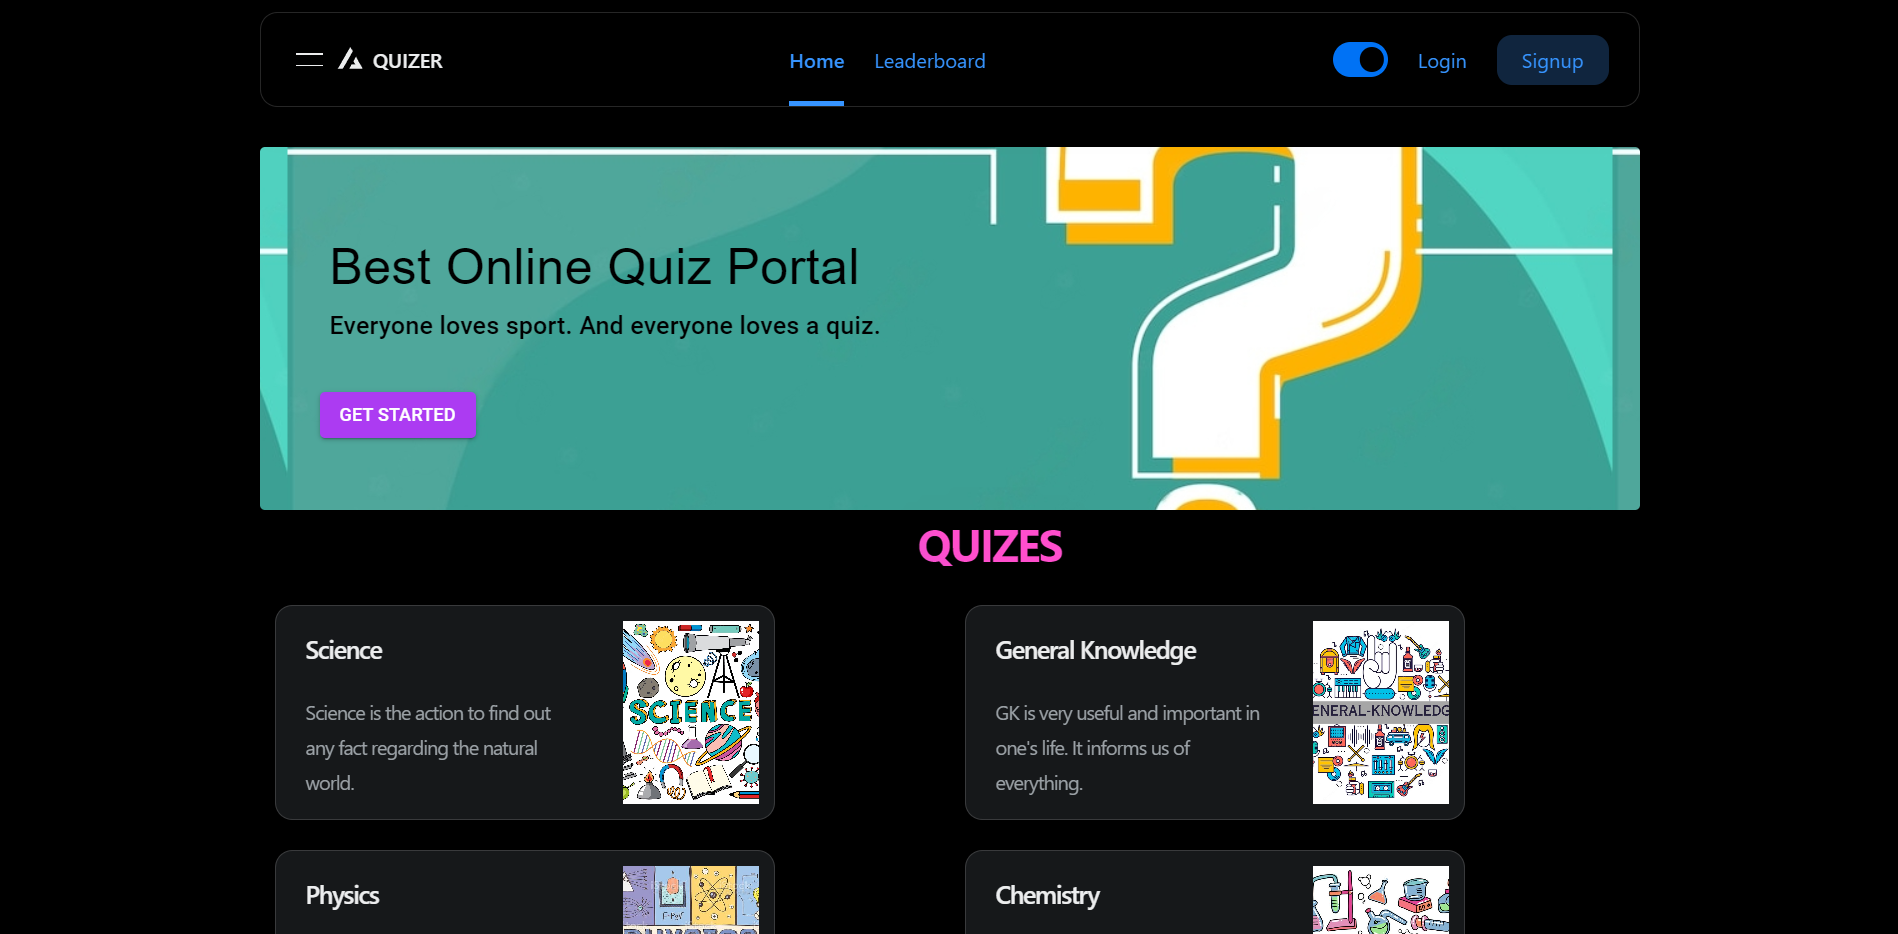 QUIZER
Home
Leaderboard
Login
Signup
Best Online Quiz Portal
Everyone loves sport. And everyone loves a quiz.
GET STARTED
QUIZES
Science
Science is the action to find out
any fact regarding the natural
world.
SCIENCE
General Knowledge
GK is very useful and important in
one's life. It informs us of
everything.
ENERAL-KNOWLEDG
Physics
Chemistry